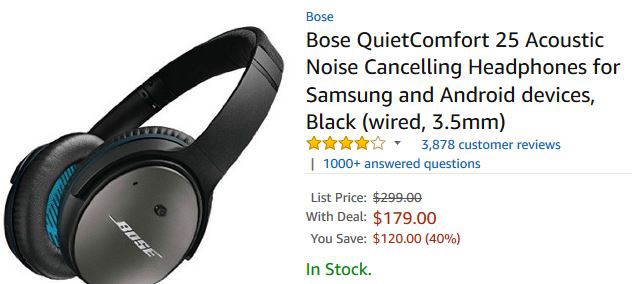 Bose
Bose QuietComfort 25 Acoustic
Noise Cancelling Headphones for
Samsung and Android devices,
Black (wired, 3.5mm)
3,878 customer reviews
| 1000+ answered questions
List Price: $299.00
With Deal: $179.00
You Save: $120.00 (40%)
In Stock.
BOSE